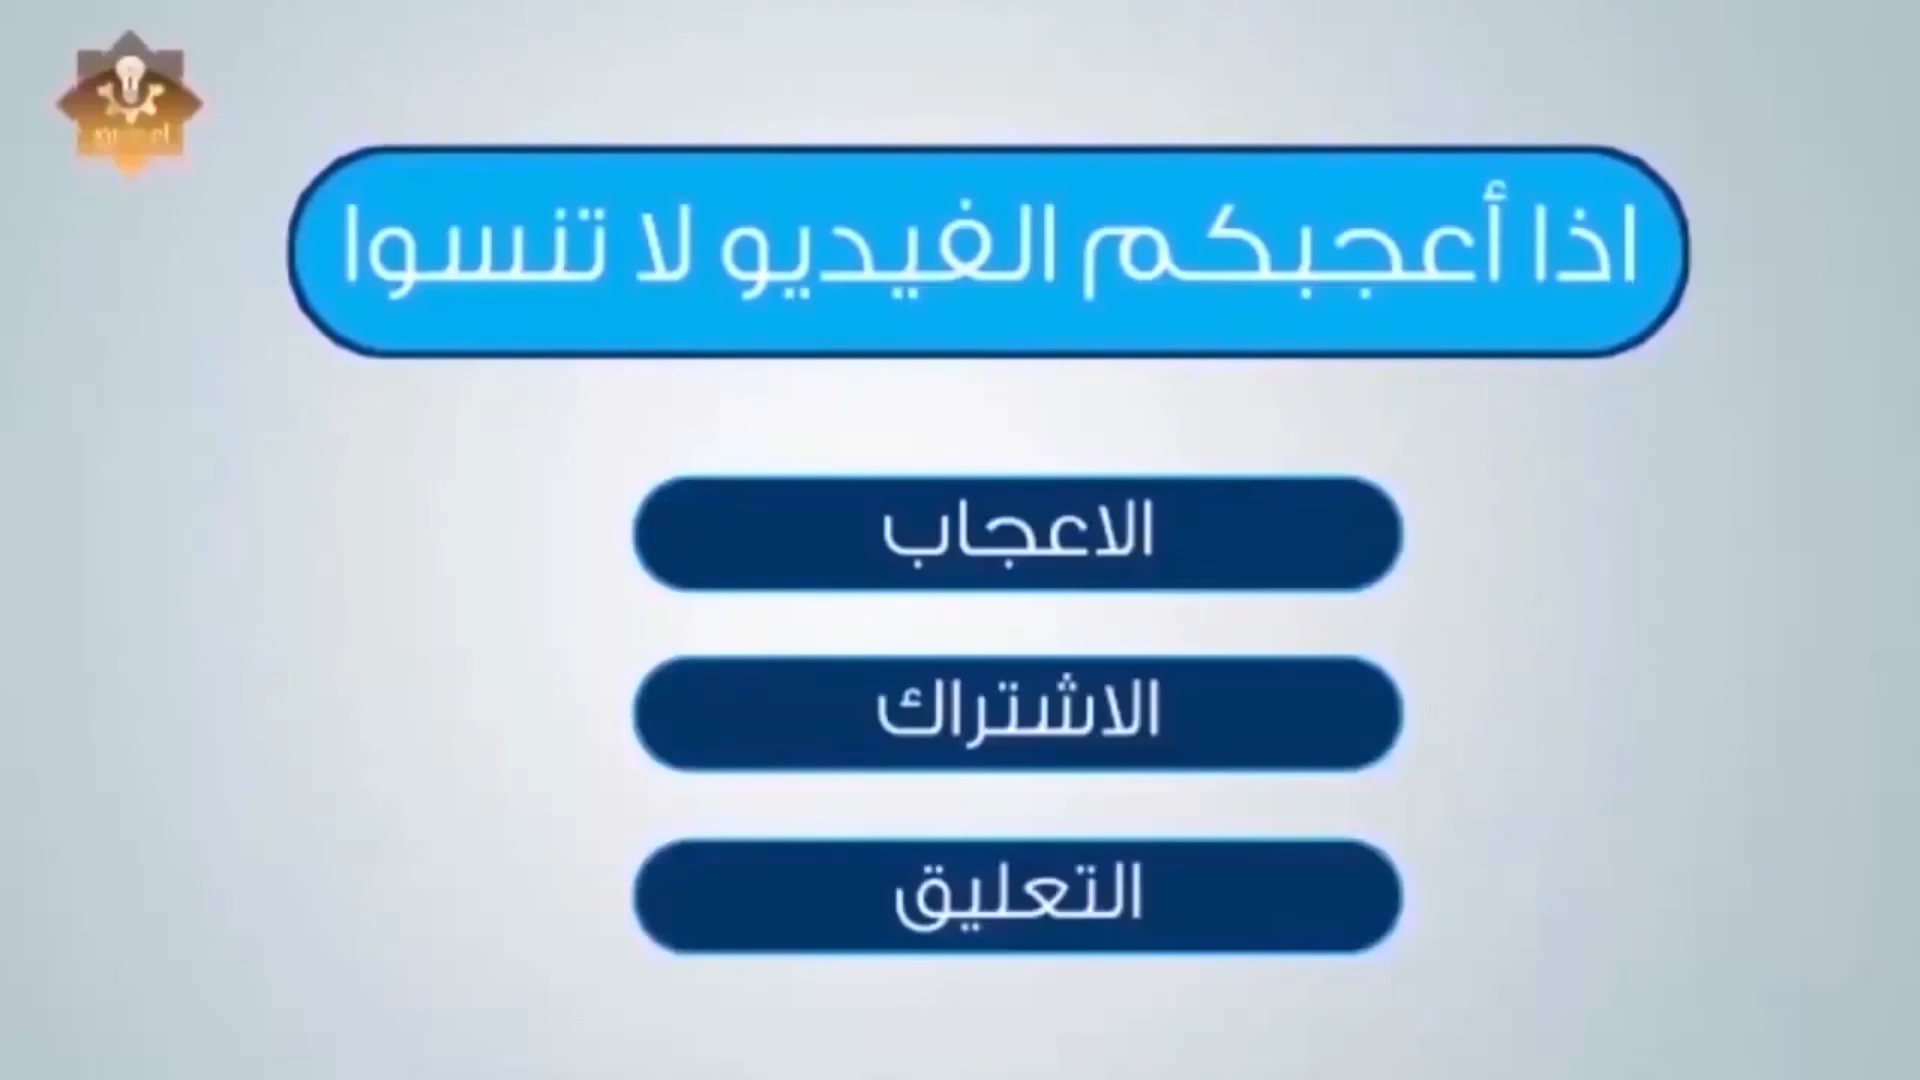 اذا أعجبكم الفيديو لا تنسوا
الاعجاب
الاشتراك
التعليق